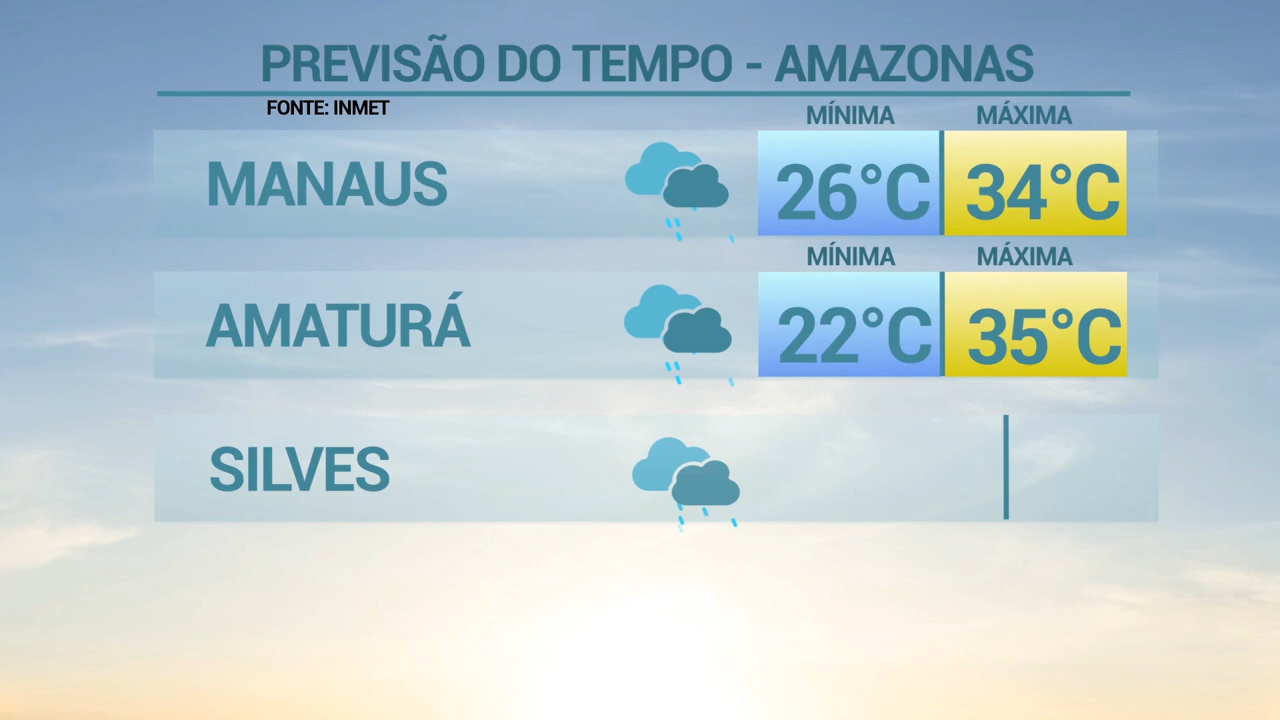 PREVISÃO DO TEMPO - AMAZONAS
FONTE: INMET
MÍNIMA MÁXIMA
MANAUS 26°C 34°C
MÍNIMA MÁXIMA
AMATURÁ 22°C 35°C
SILVES